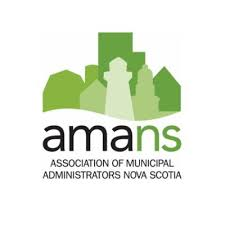 amans
ASSOCIATION OF MUNICIPAL
ADMINISTRATORS NOVA SCOTIA